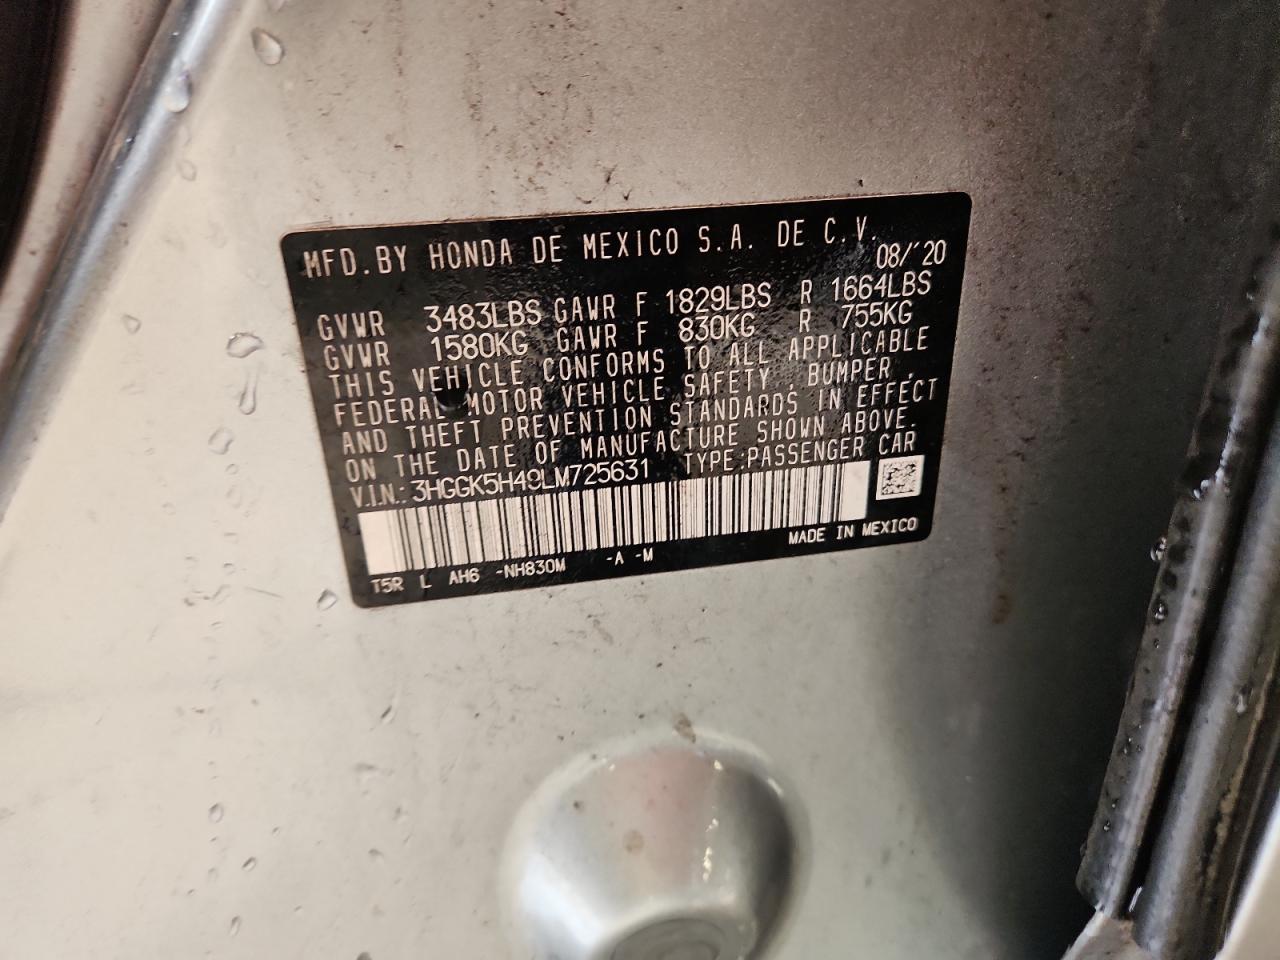 MFD.BY HONDA DE MEXICO S.A. DE C.V.
08/'20
GVWR 3483LBS GAWR F 1829LBS R 1664LBS
GVWR 1580KG GAWR F 830KG R 755KG
THIS VEHICLE CONFORMS TO ALL APPLICABLE
FEDERAL MOTOR VEHICLE SAFETY , BUMPER ,
AND THEFT PREVENTION STANDARDS IN EFFECT
ON THE DATE OF MANUFACTURE SHOWN ABOVE.
V.I.N.: 3HGGK5H49LM725631 TYPE:PASSENGER CAR
MADE IN MEXICO
T5R L AH6 -NH830M -A -M